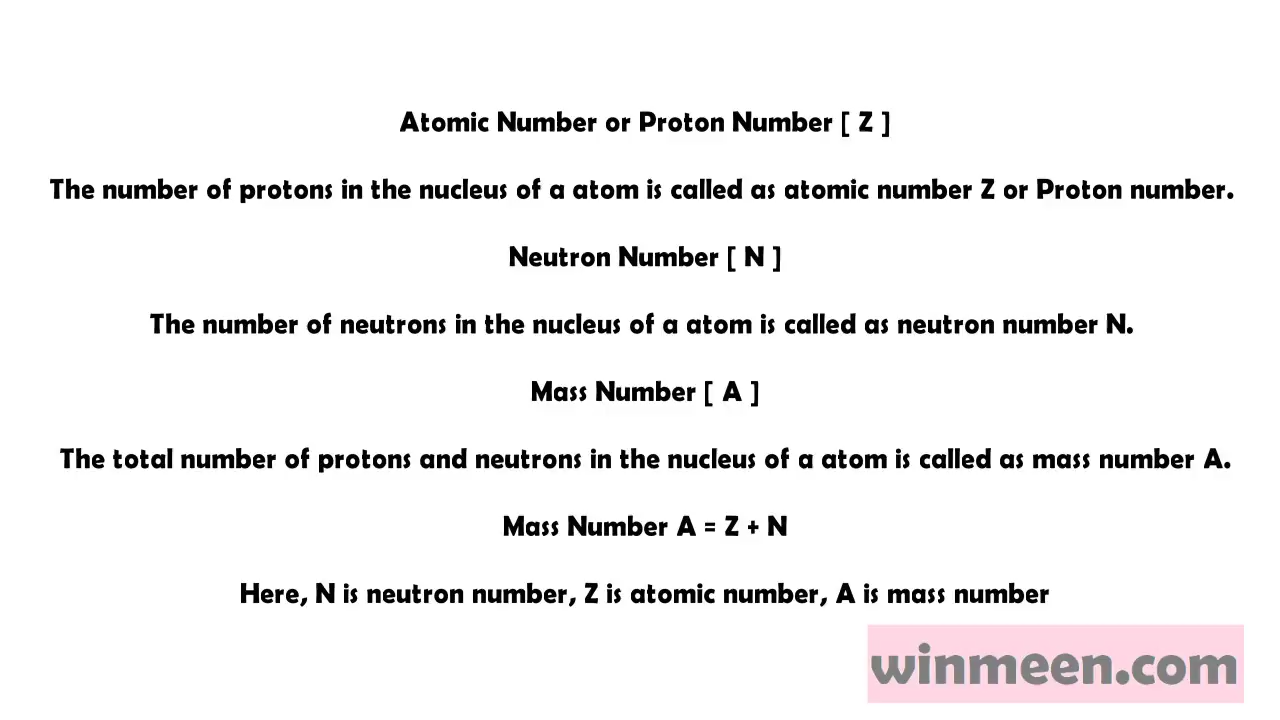 Atomic Number or Proton Number [ Z ]
The number of protons in the nucleus of a atom is called as atomic number Z or Proton number.
Neutron Number [ N ]
The number of neutrons in the nucleus of a atom is called as neutron number N.
Mass Number [ A ]
The total number of protons and neutrons in the nucleus of a atom is called as mass number A.
Mass Number A = Z + N
Here, N is neutron number, Z is atomic number, A is mass number
winmeen.com